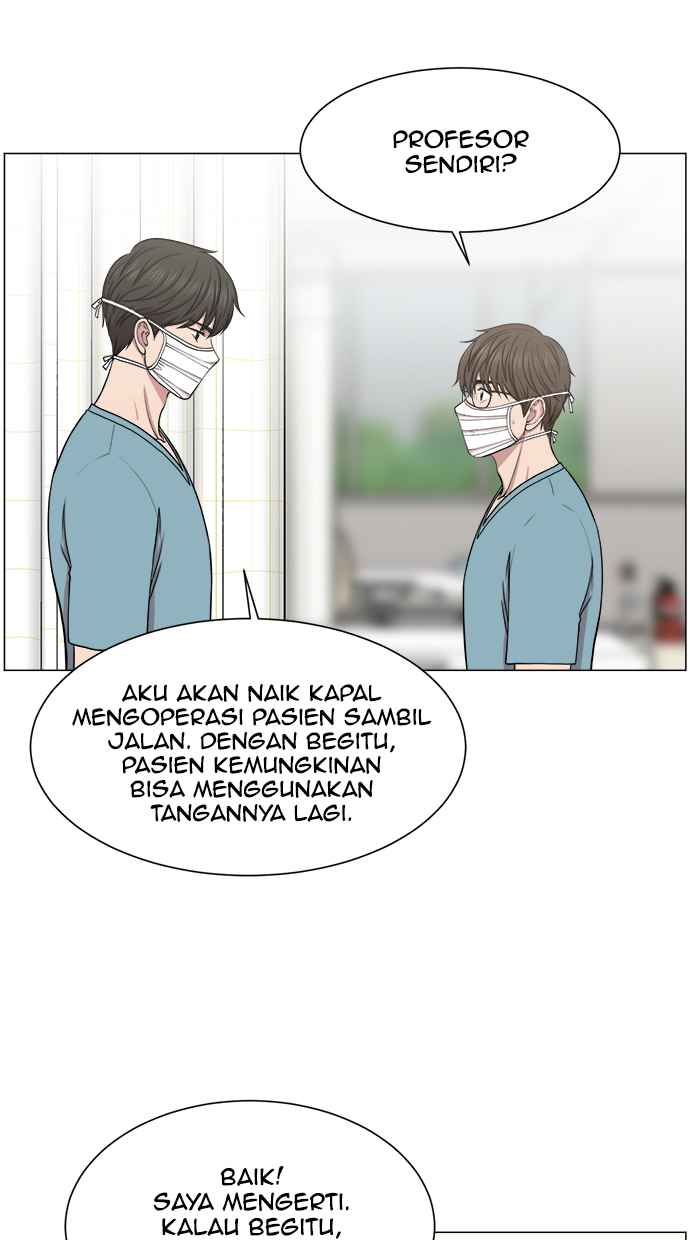 PROFESOR
SENDIRI?
AKU AKAN NAIK KAPAL
MENGOPERASI PASIEN SAMBIL
JALAN. DENGAN BEGITU,
PASIEN KEMUNGKINAN
BISA MENGGUNAKAN
TANGANNYA LAGI.
BAIK!
SAYA MENGERTI.
KALAU BEGITU,